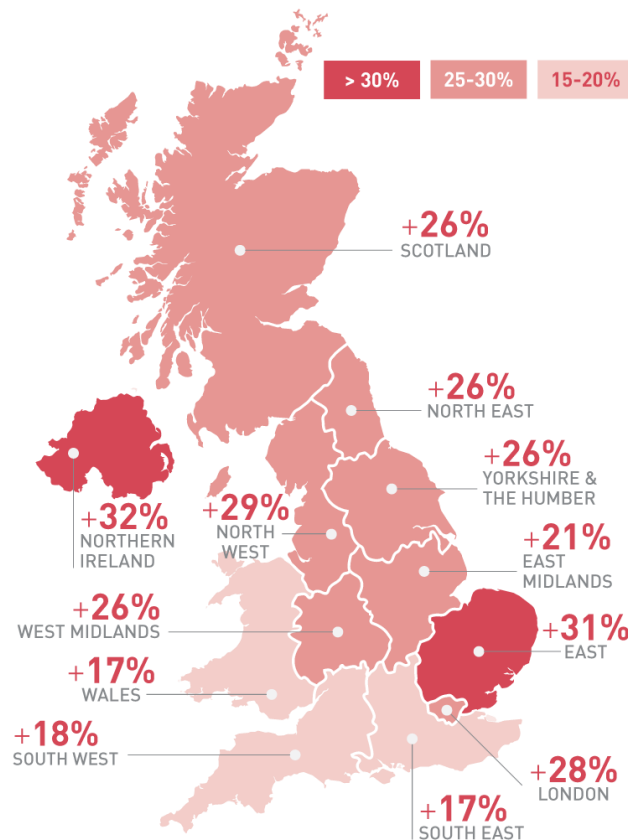 > 30% 25-30% 15-20%
+26%
SCOTLAND
+26%
NORTH EAST
+26%
YORKSHIRE &
THE HUMBER
+32%
NORTHERN
IRELAND
+29%
NORTH
WEST
+21%
EAST
MIDLANDS
+26%
WEST MIDLANDS
+31%
EAST
+17%
WALES
+18%
SOUTH WEST
+28%
LONDON
+17%
SOUTH EAST